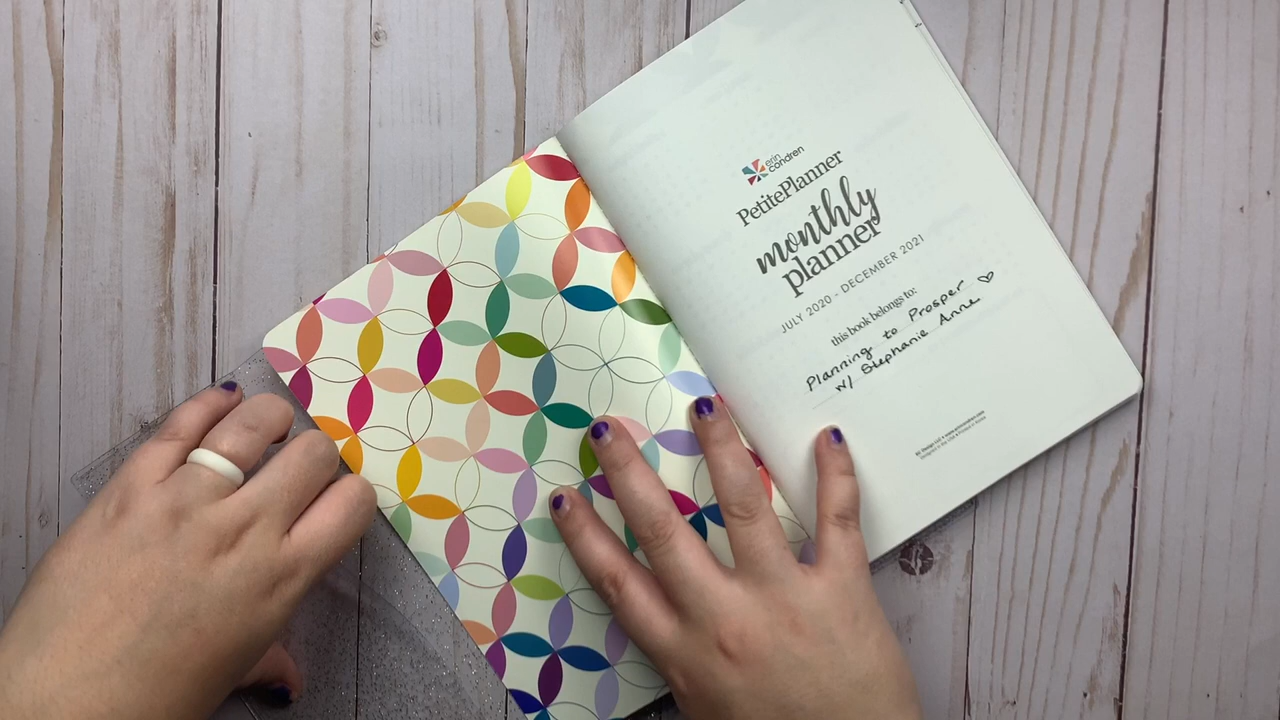 erin
condren
PetitePlanner
monthly
planner
JULY 2020 - DECEMBER 2021
this book belongs to:
Planning to Prosper
w/ Stephanie Anne ♡